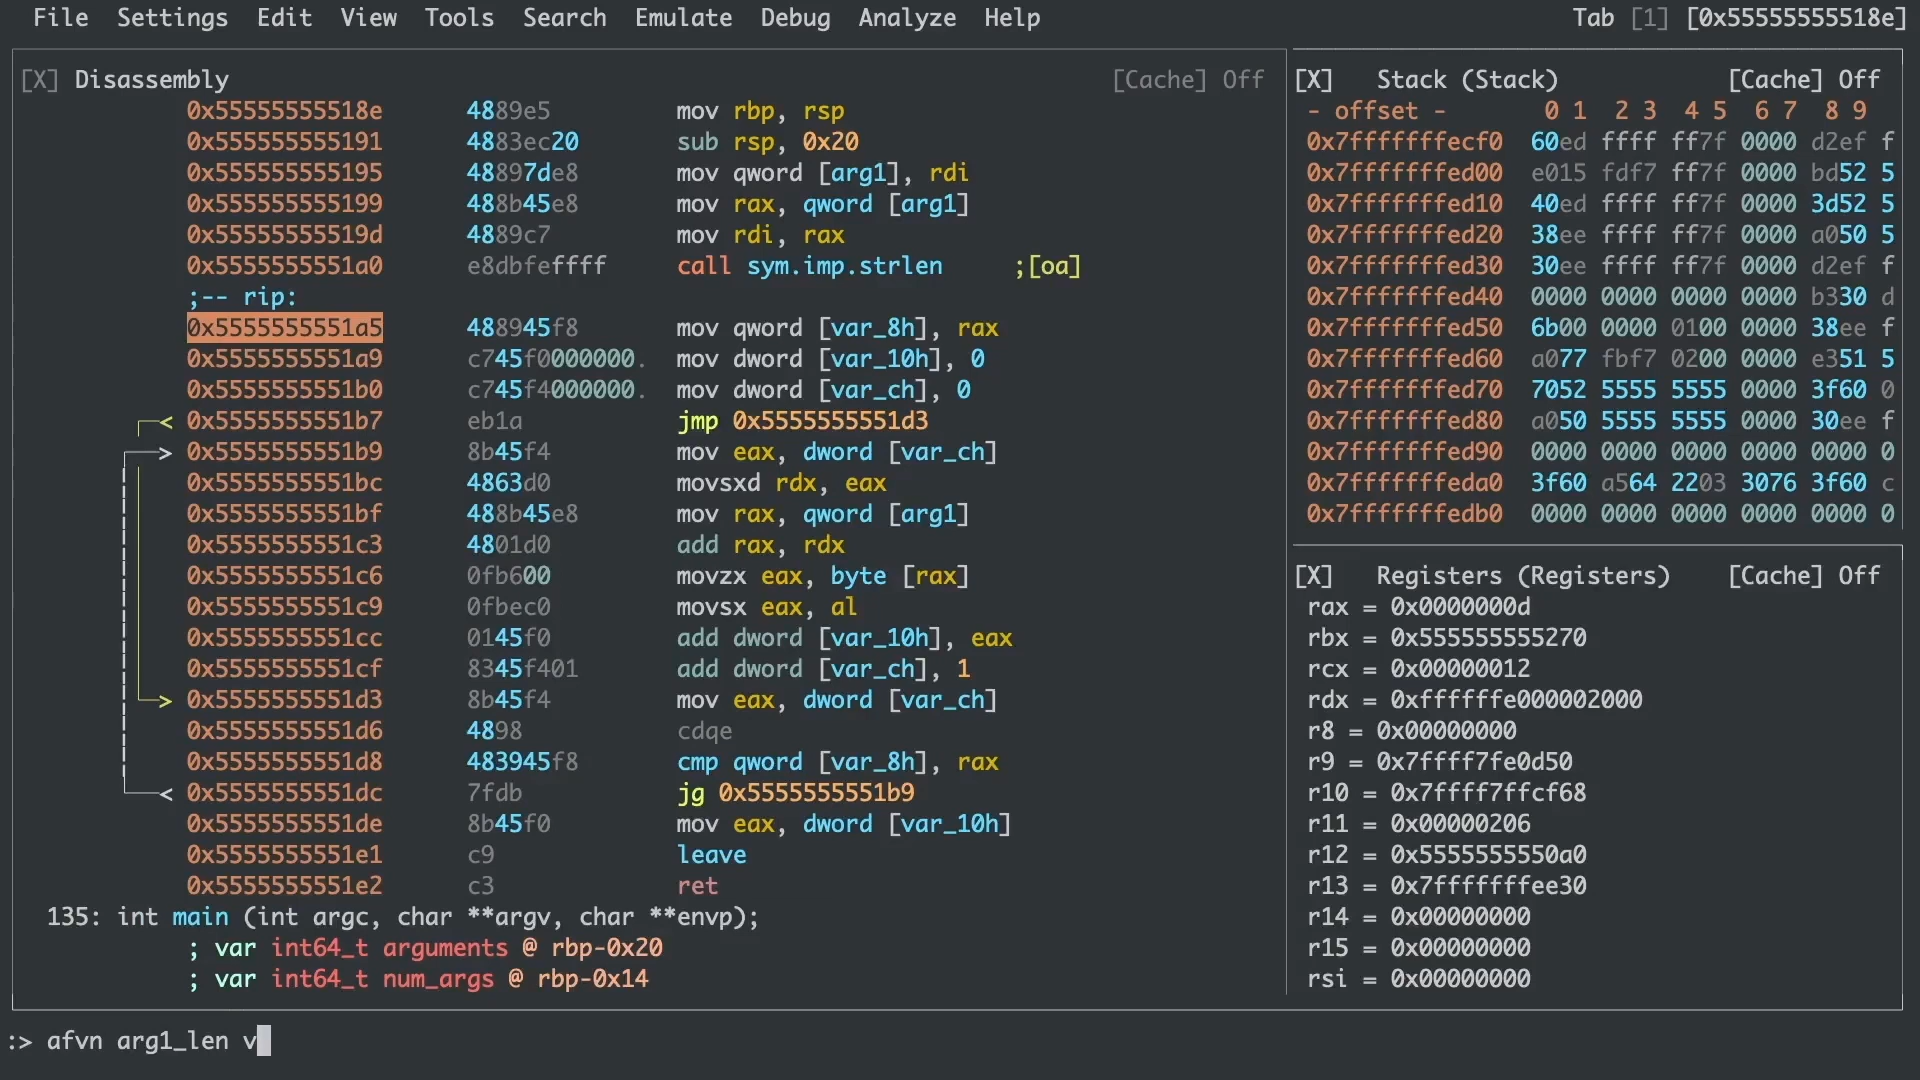 File Settings Edit View Tools Search Emulate Debug Analyze Help Tab [1] [0x55555555518e]
[X] Disassembly [Cache] Off
0x55555555518e 4889e5 mov rbp, rsp
0x555555555191 4883ec20 sub rsp, 0x20
0x555555555195 48897de8 mov qword [arg1], rdi
0x555555555199 488b45e8 mov rax, qword [arg1]
0x55555555519d 4889c7 mov rdi, rax
0x5555555551a0 e8dbfeffff call sym.imp.strlen ;[oa]
;-- rip:
0x5555555551a5 488945f8 mov qword [var_8h], rax
0x5555555551a9 c745f0000000. mov dword [var_10h], 0
0x5555555551b0 c745f4000000. mov dword [var_ch], 0
┌─< 0x5555555551b7 eb1a jmp 0x5555555551d3
┌──> 0x5555555551b9 8b45f4 mov eax, dword [var_ch]
0x5555555551bc 4863d0 movsxd rdx, eax
0x5555555551bf 488b45e8 mov rax, qword [arg1]
0x5555555551c3 4801d0 add rax, rdx
0x5555555551c6 0fb600 movzx eax, byte [rax]
0x5555555551c9 0fbec0 movsx eax, al
0x5555555551cc 0145f0 add dword [var_10h], eax
0x5555555551cf 8345f401 add dword [var_ch], 1
└─> 0x5555555551d3 8b45f4 mov eax, dword [var_ch]
0x5555555551d6 4898 cdqe
0x5555555551d8 483945f8 cmp qword [var_8h], rax
└──< 0x5555555551dc 7fdb jg 0x5555555551b9
0x5555555551de 8b45f0 mov eax, dword [var_10h]
0x5555555551e1 c9 leave
0x5555555551e2 c3 ret
135: int main (int argc, char **argv, char **envp);
; var int64_t arguments @ rbp-0x20
; var int64_t num_args @ rbp-0x14
[X] Stack (Stack) [Cache] Off
- offset - 0 1 2 3 4 5 6 7 8 9
0x7fffffffecf0 60ed ffff ff7f 0000 d2ef f
0x7fffffffed00 e015 fdf7 ff7f 0000 bd52 5
0x7fffffffed10 40ed ffff ff7f 0000 3d52 5
0x7fffffffed20 38ee ffff ff7f 0000 a050 5
0x7fffffffed30 30ee ffff ff7f 0000 d2ef f
0x7fffffffed40 0000 0000 0000 0000 b330 d
0x7fffffffed50 6b00 0000 0100 0000 38ee f
0x7fffffffed60 a077 fbf7 0200 0000 e351 5
0x7fffffffed70 7052 5555 5555 0000 3f60 0
0x7fffffffed80 a050 5555 5555 0000 30ee f
0x7fffffffed90 0000 0000 0000 0000 0000 0
0x7fffffffeda0 3f60 a564 2203 3076 3f60 c
0x7fffffffedb0 0000 0000 0000 0000 0000 0
[X] Registers (Registers) [Cache] Off
rax = 0x0000000d
rbx = 0x555555555270
rcx = 0x00000012
rdx = 0xffffffe000002000
r8 = 0x00000000
r9 = 0x7ffff7fe0d50
r10 = 0x7ffff7ffcf68
r11 = 0x00000206
r12 = 0x5555555550a0
r13 = 0x7fffffffee30
r14 = 0x00000000
r15 = 0x00000000
rsi = 0x00000000
:> afvn arg1_len v